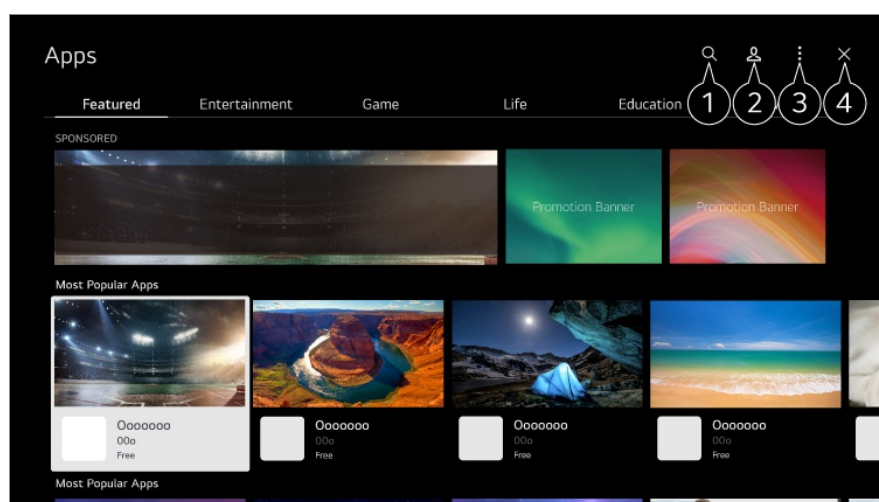 Apps
Featured Entertainment Game Life Education
1 2 3 4
SPONSORED
Promotion Banner Promotion Banner
Most Popular Apps
Ooooooo Ooooooo Ooooooo Ooooooo
00o 00o 00o 00o
Free Free Free Free
Most Popular Apps